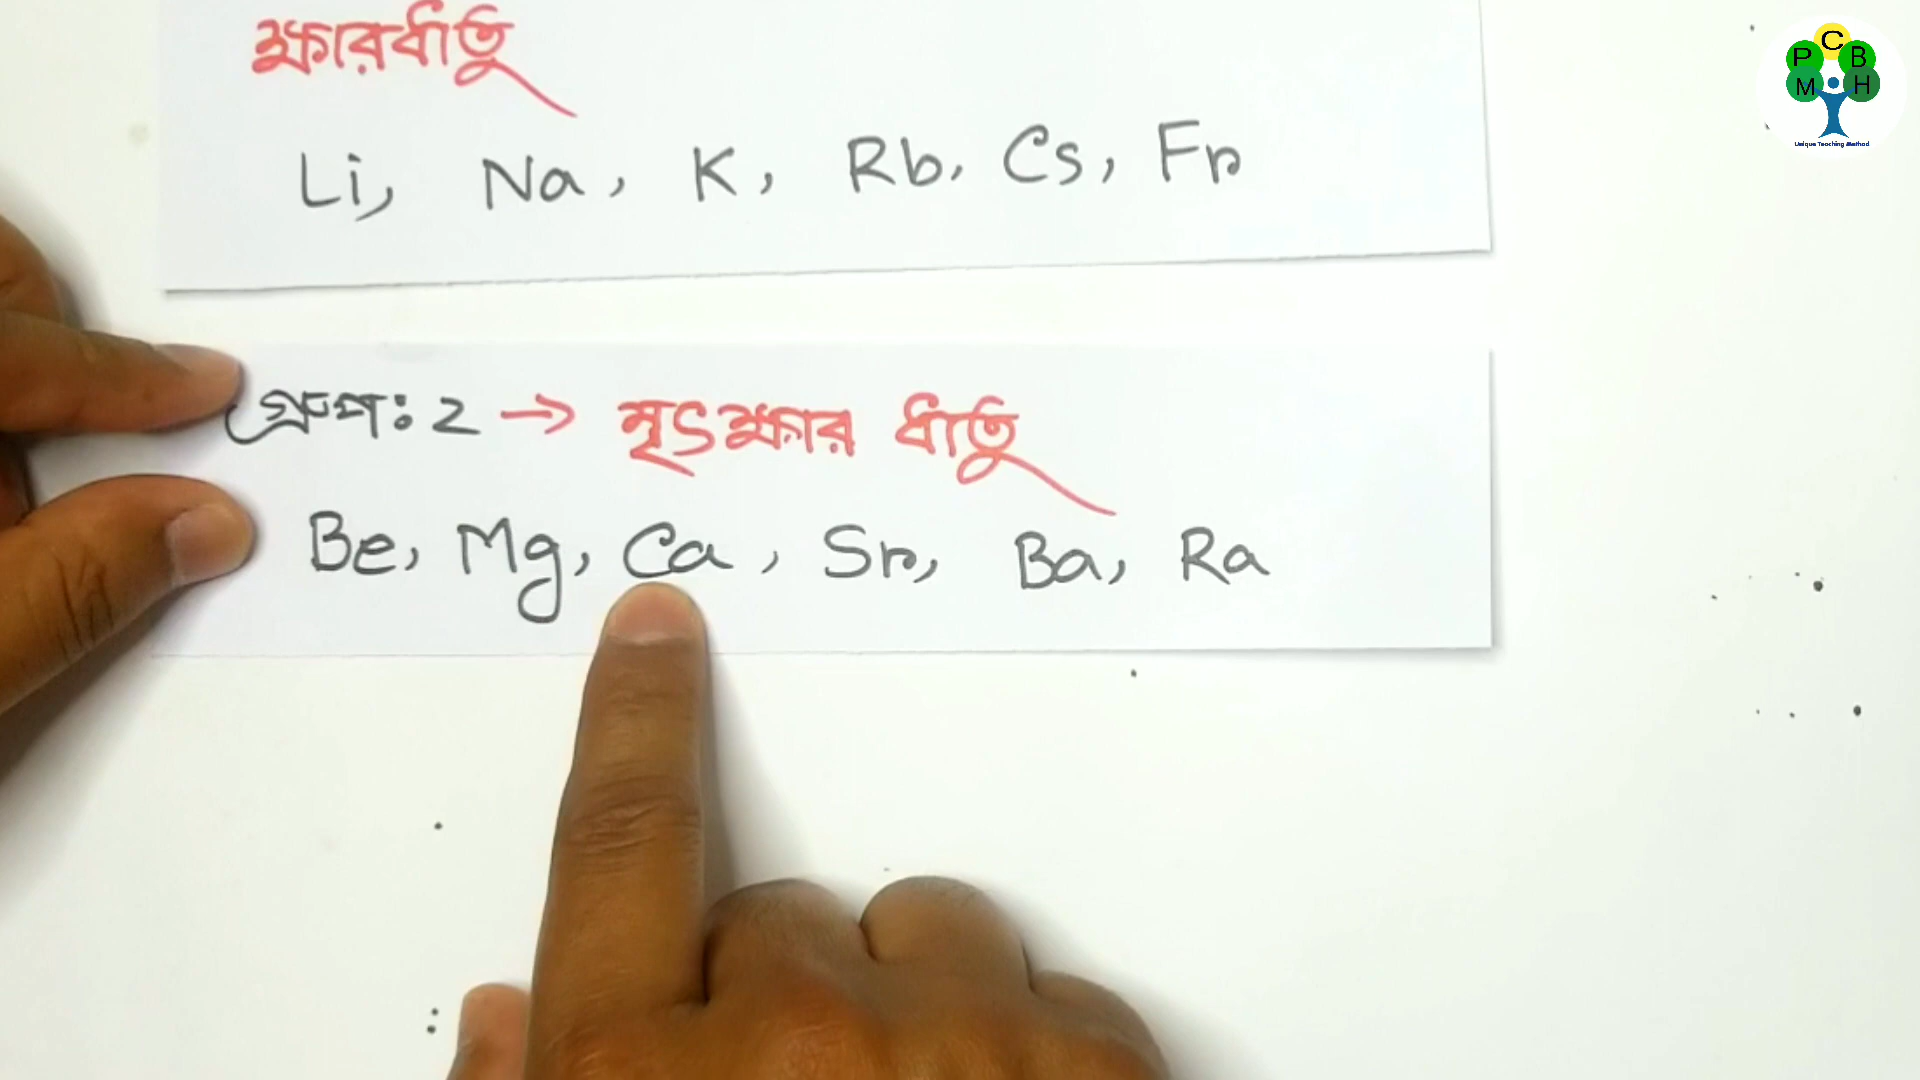 ক্ষারধাতু
Li, Na, K, Rb, Cs, Fr
গ্রুপ: 2 → মৃৎক্ষার ধাতু
Be, Mg, Ca, Sr, Ba, Ra
C
P B
M H
Unique Teaching Method